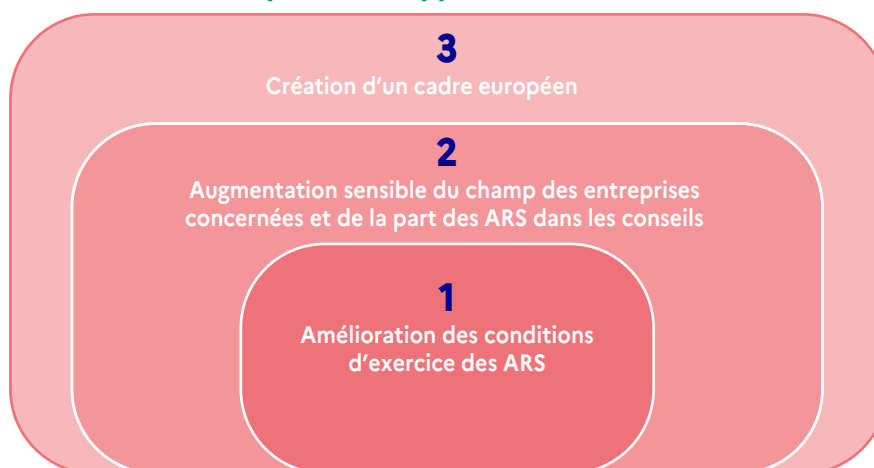 3
Création d'un cadre européen
2
Augmentation sensible du champ des entreprises
concernées et de la part des ARS dans les conseils
1
Amélioration des conditions
d'exercice des ARS